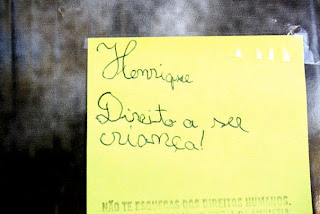 Henrique
Direito a ser
criança!
NÃO TE ESQUEÇAS DOS DIREITOS HUMANOS.